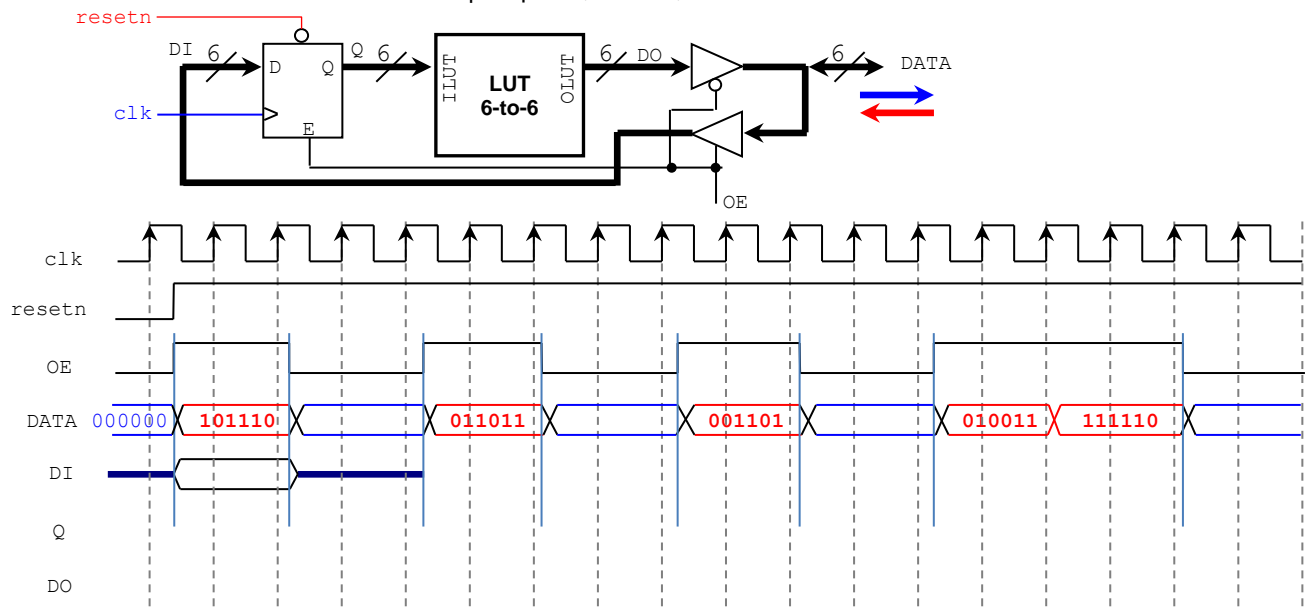 resetn
DI 6 Q 6 6 DO 6 DATA
D Q ILUT LUT OLUT
6-to-6
clk
E
OE
clk
resetn
OE
DATA 000000 101110 011011 001101 010011 111110
DI
Q
DO